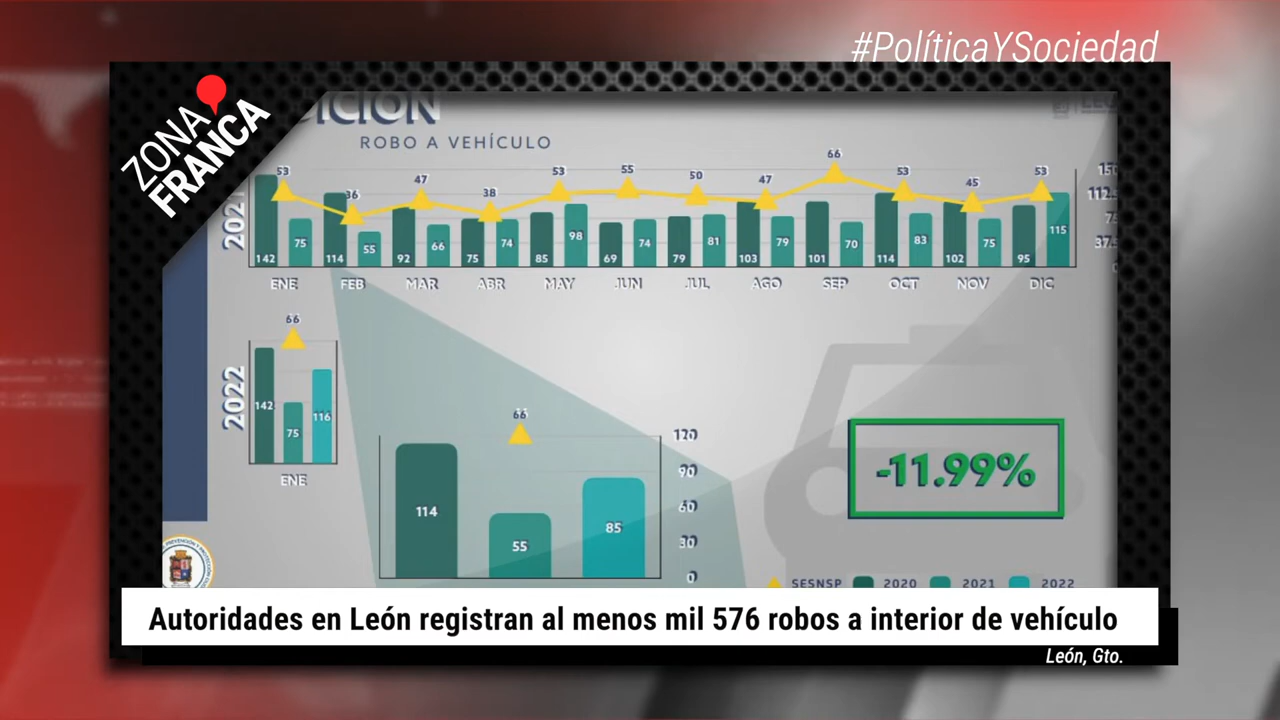 #PolíticaYSociedad
ZONA
FRANCA
ROBO A VEHÍCULO
2021
53 36 47 38 53 55 50 47 66 53 45 53
142 75 114 55 92 66 75 74 85 98 69 74 79 81 103 79 101 70 114 83 102 75 95 115
ENE FEB MAR ABR MAY JUN JUL AGO SEP OCT NOV DIC
2022
66
142 75 116
ENE
66
114 55 85
120
90
60
30
0
-11.99%
SESNSP 2020 2021 2022
Autoridades en León registran al menos mil 576 robos a interior de vehículo
León, Gto.